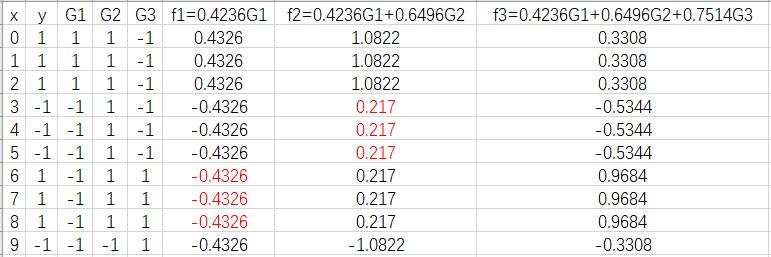 x y G1 G2 G3 f1=0.4236G1 f2=0.4236G1+0.6496G2 f3=0.4236G1+0.6496G2+0.7514G3
0 1 1 1 -1 0.4326 1.0822 0.3308
1 1 1 1 -1 0.4326 1.0822 0.3308
2 1 1 1 -1 0.4326 1.0822 0.3308
3 -1 -1 1 -1 -0.4326 0.217 -0.5344
4 -1 -1 1 -1 -0.4326 0.217 -0.5344
5 -1 -1 1 -1 -0.4326 0.217 -0.5344
6 1 -1 1 1 -0.4326 0.217 0.9684
7 1 -1 1 1 -0.4326 0.217 0.9684
8 1 -1 1 1 -0.4326 0.217 0.9684
9 -1 -1 -1 1 -0.4326 -1.0822 -0.3308